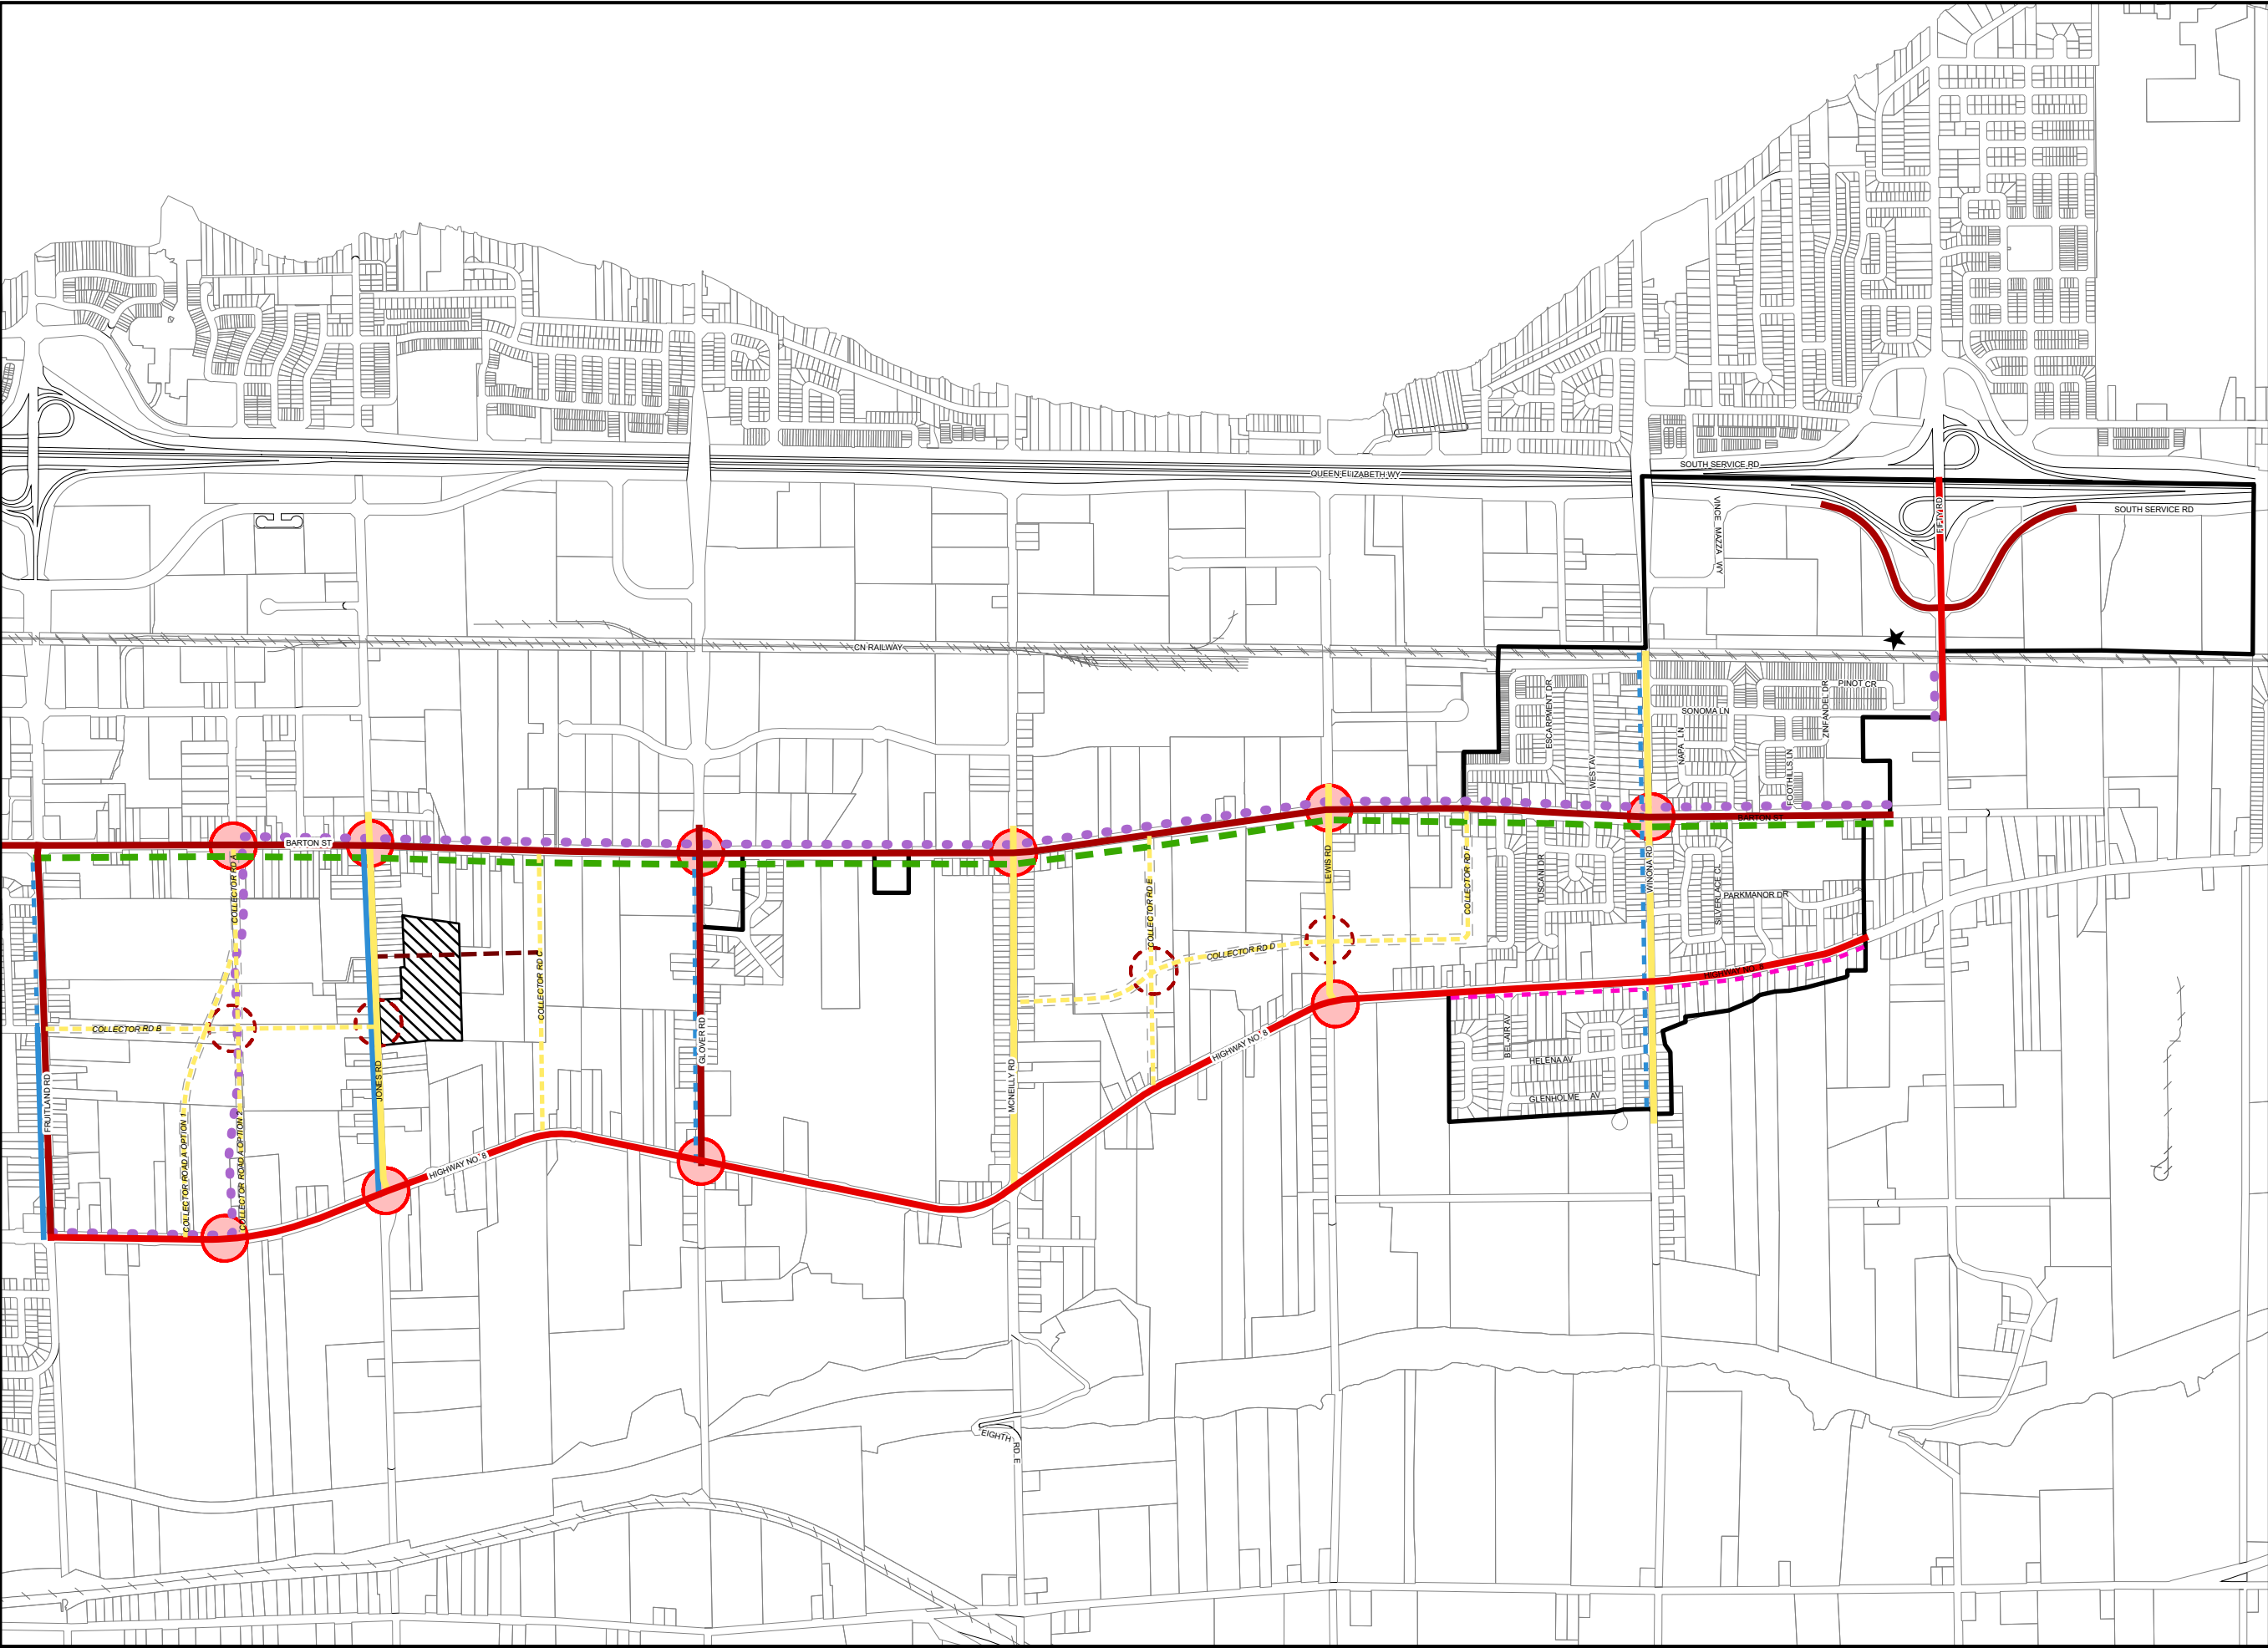 SOUTH SERVICE RD
QUEEN ELIZABETH WY
VINCE MAZZA WY
FIFTY RD
SOUTH SERVICE RD
CN RAILWAY
ESCARPMENT DR
PINOT CR
ZINFANDEL DR
SONOMA LN
NAPA LN
WEST AV
FOOTHILLS LN
BARTON ST
BARTON ST
COLLECTOR RD A
LEWIS RD
COLLECTOR RD F
WINONA RD
TUSCANI DR
SILVERLACE CL
PARKMANOR DR
COLLECTOR RD E
COLLECTOR RD D
COLLECTOR RD C
HIGHWAY NO. 8
COLLECTOR RD B
GLOVER RD
HIGHWAY NO. 8
BEL-AIR AV
HELENA AV
GLENHOLME AV
FRUITLAND RD
JONES RD
MCNEILLY RD
COLLECTOR ROAD A OPTION 1
COLLECTOR ROAD A OPTION 2
HIGHWAY NO. 8
EIGHTH RD E